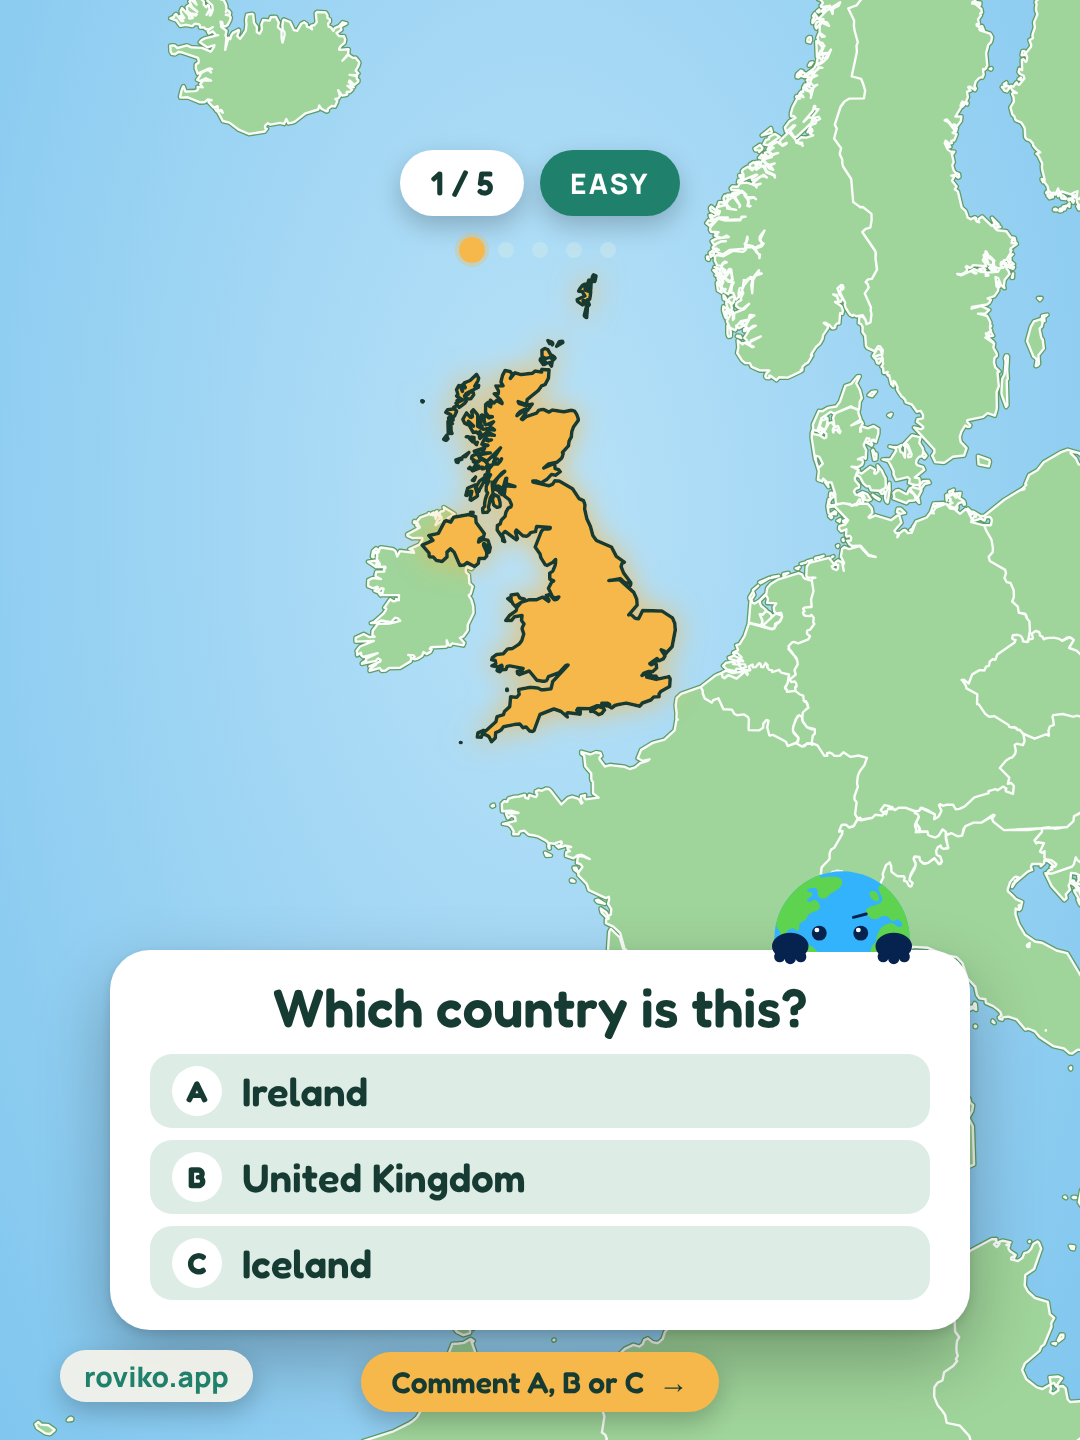 1 / 5
EASY
Which country is this?
A Ireland
B United Kingdom
C Iceland
roviko.app
Comment A, B or C →